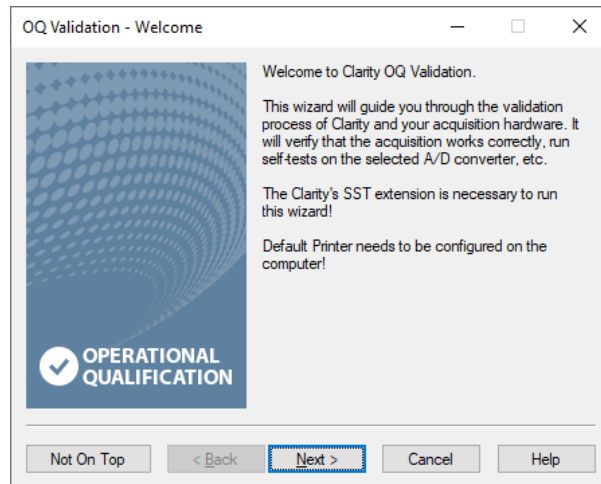 OQ Validation - Welcome
Welcome to Clarity OQ Validation.
This wizard will guide you through the validation
process of Clarity and your acquisition hardware. It
will verify that the acquisition works correctly, run
self-tests on the selected A/D converter, etc.
The Clarity's SST extension is necessary to run
this wizard!
Default Printer needs to be configured on the
computer!
OPERATIONAL
QUALIFICATION
Not On Top
< Back
Next >
Cancel
Help